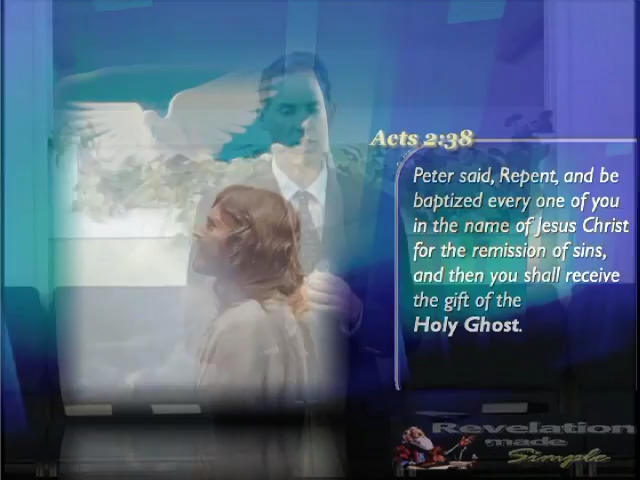 Acts 2:38
Peter said, Repent, and be
baptized every one of you
in the name of Jesus Christ
for the remission of sins,
and then you shall receive
the gift of the
Holy Ghost.
Revelation
made
Simple